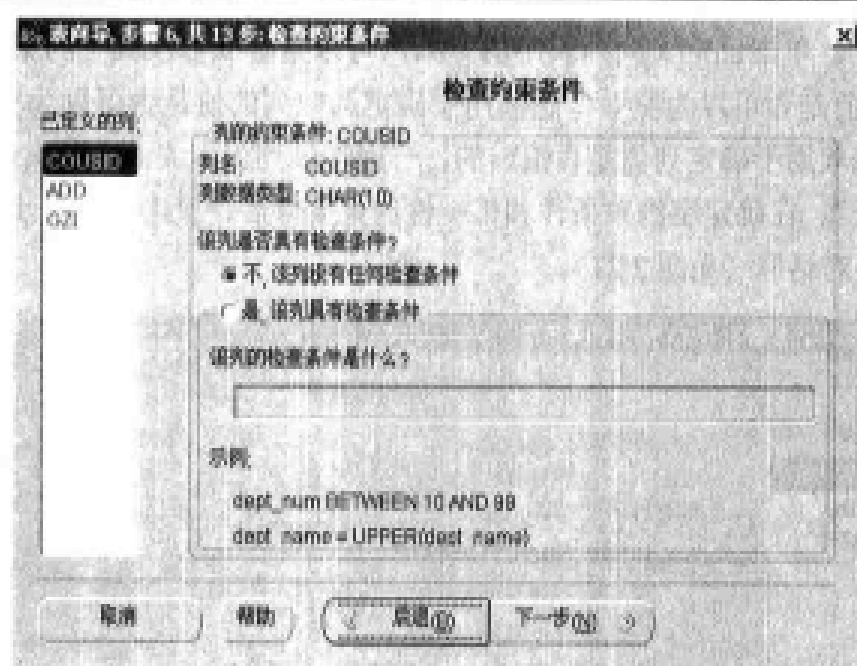 表向导, 步骤 6, 共 13 步: 检查约束条件
检查约束条件
已定义的列:
COUSID
ADD
GZI
列的约束条件: COUSID
列名: COUSID
列数据类型: CHAR(10)
该列是否具有检查条件?
不, 该列没有任何检查条件
是, 该列具有检查条件
该列的检查条件是什么?
示例:
dept_num BETWEEN 10 AND 99
dept_name = UPPER(dept_name)
取消 帮助 后退(B) 下一步(N)